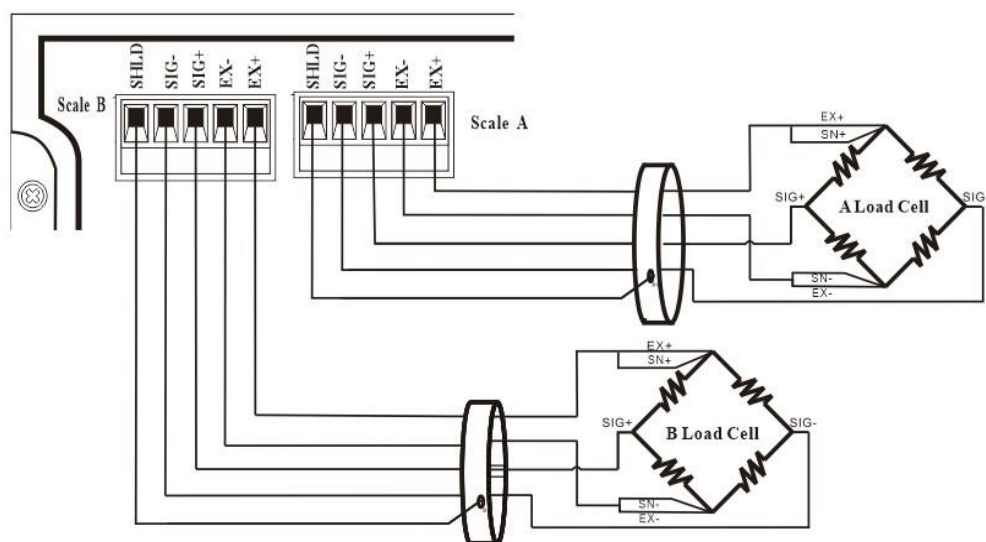 SHLD
SIG-
SIG+
EX-
EX+
SHLD
SIG-
SIG+
EX-
EX+
Scale B
Scale A
EX+
SN+
SIG+
A Load Cell
SIG
SN-
EX-
EX+
SN+
SIG+
B Load Cell
SIG-
SN-
EX-